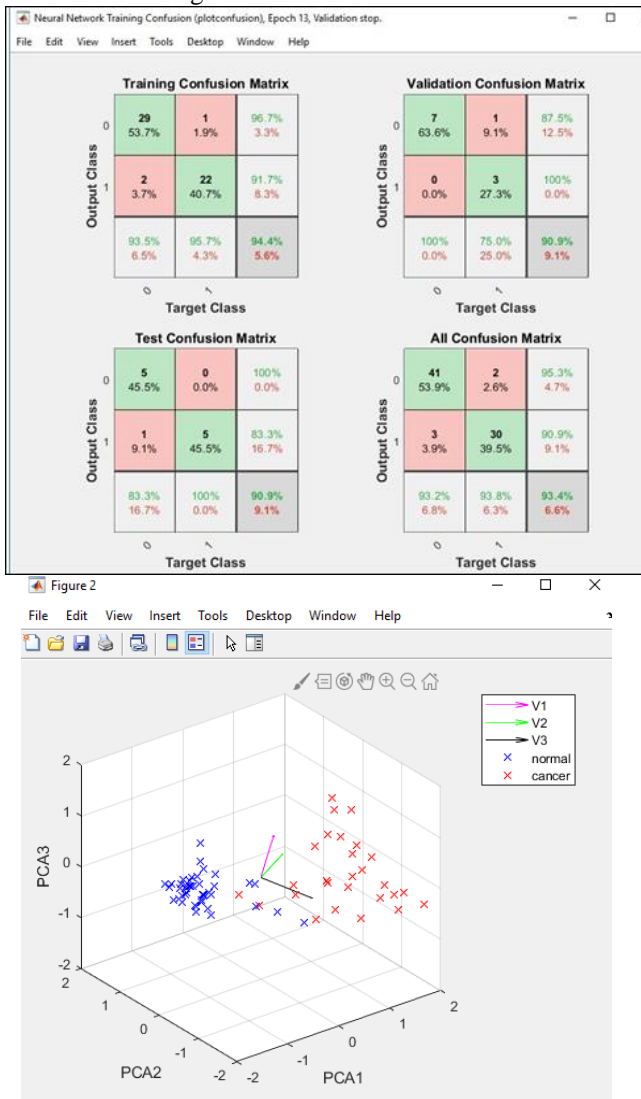 Neural Network Training Confusion (plotconfusion), Epoch 13, Validation stop.
File Edit View Insert Tools Desktop Window Help
Training Confusion Matrix
Output Class
0 29 1 96.7%
53.7% 1.9% 3.3%
1 2 22 91.7%
3.7% 40.7% 8.3%
93.5% 95.7% 94.4%
6.5% 4.3% 5.6%
0 1
Target Class
Validation Confusion Matrix
Output Class
0 7 1 87.5%
63.6% 9.1% 12.5%
1 0 3 100%
0.0% 27.3% 0.0%
100% 75.0% 90.9%
0.0% 25.0% 9.1%
0 1
Target Class
Test Confusion Matrix
Output Class
0 5 0 100%
45.5% 0.0% 0.0%
1 1 5 83.3%
9.1% 45.5% 16.7%
83.3% 100% 90.9%
16.7% 0.0% 9.1%
0 1
Target Class
All Confusion Matrix
Output Class
0 41 2 95.3%
53.9% 2.6% 4.7%
1 3 30 90.9%
3.9% 39.5% 9.1%
93.2% 93.8% 93.4%
6.8% 6.3% 6.6%
0 1
Target Class
Figure 2
File Edit View Insert Tools Desktop Window Help
V1
V2
V3
normal
cancer
PCA3
2
1
0
-1
-2
2
1
0
-1
-2
PCA2
-2
-1
0
1
2
PCA1